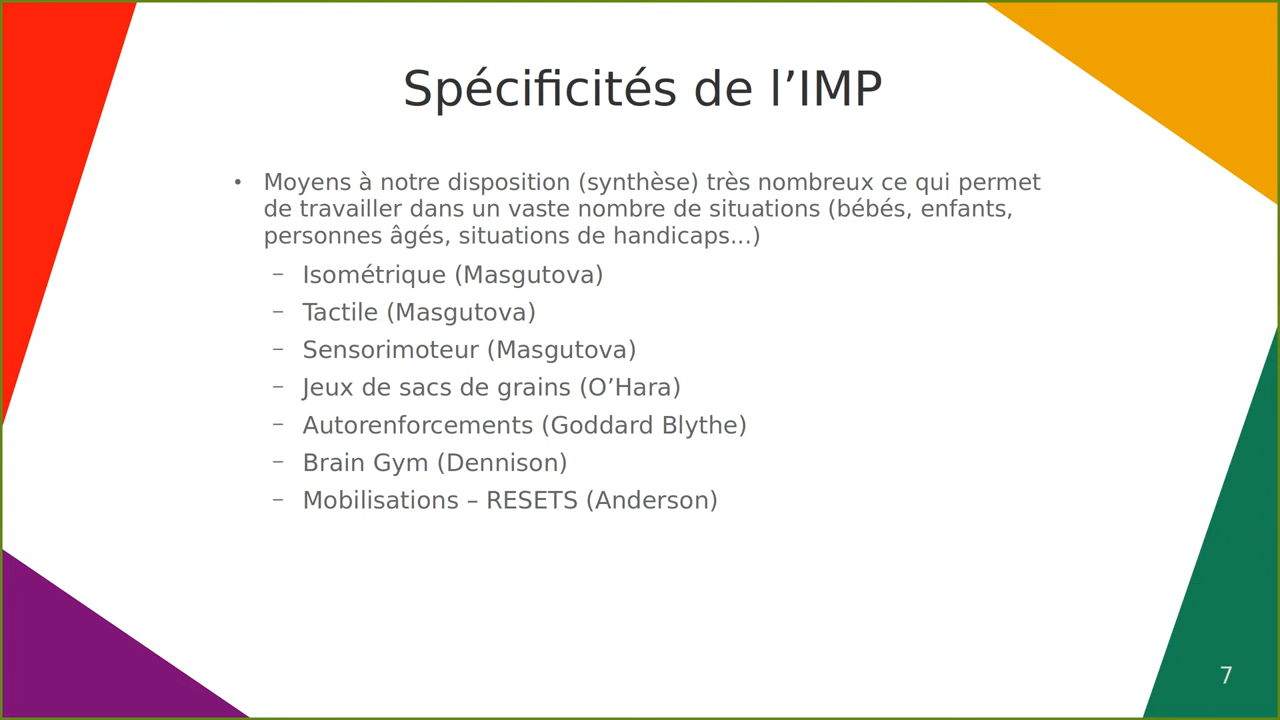 Spécificités de l’IMP
• Moyens à notre disposition (synthèse) très nombreux ce qui permet
de travailler dans un vaste nombre de situations (bébés, enfants,
personnes âgés, situations de handicaps...)
– Isométrique (Masgutova)
– Tactile (Masgutova)
– Sensorimoteur (Masgutova)
– Jeux de sacs de grains (O’Hara)
– Autorenforcements (Goddard Blythe)
– Brain Gym (Dennison)
– Mobilisations – RESETS (Anderson)
7